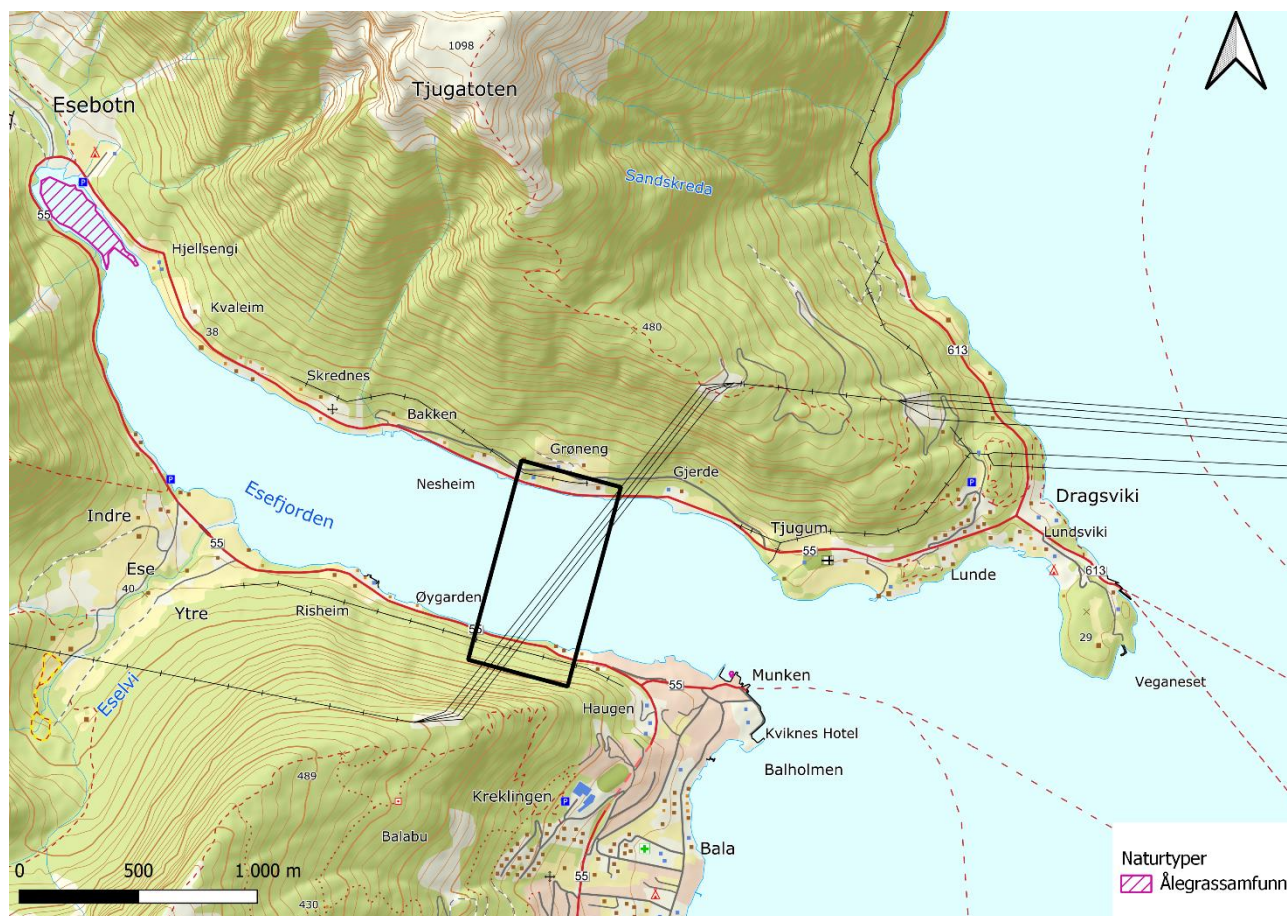 1098
Tjugatoten
Esebotn
P
Sandskreda
55
Hjellsengi
Kvaleim
38
480
613
Skrednes
Bakken
Grøneng
Gjerde
Nesheim
P
Esefjorden
P
Dragsviki
Indre
Tjugum
Lundsviki
55
55
Ese
Lunde
613
40
Øygarden
Ytre
Risheim
55
29
Munken
55
Veganeset
Eselvi
Haugen
Kviknes Hotel
Balholmen
489
Kreklingen
P
Balabu
Bala
0 500 1 000 m
55
430
Naturtyper
Ålegrassamfunn